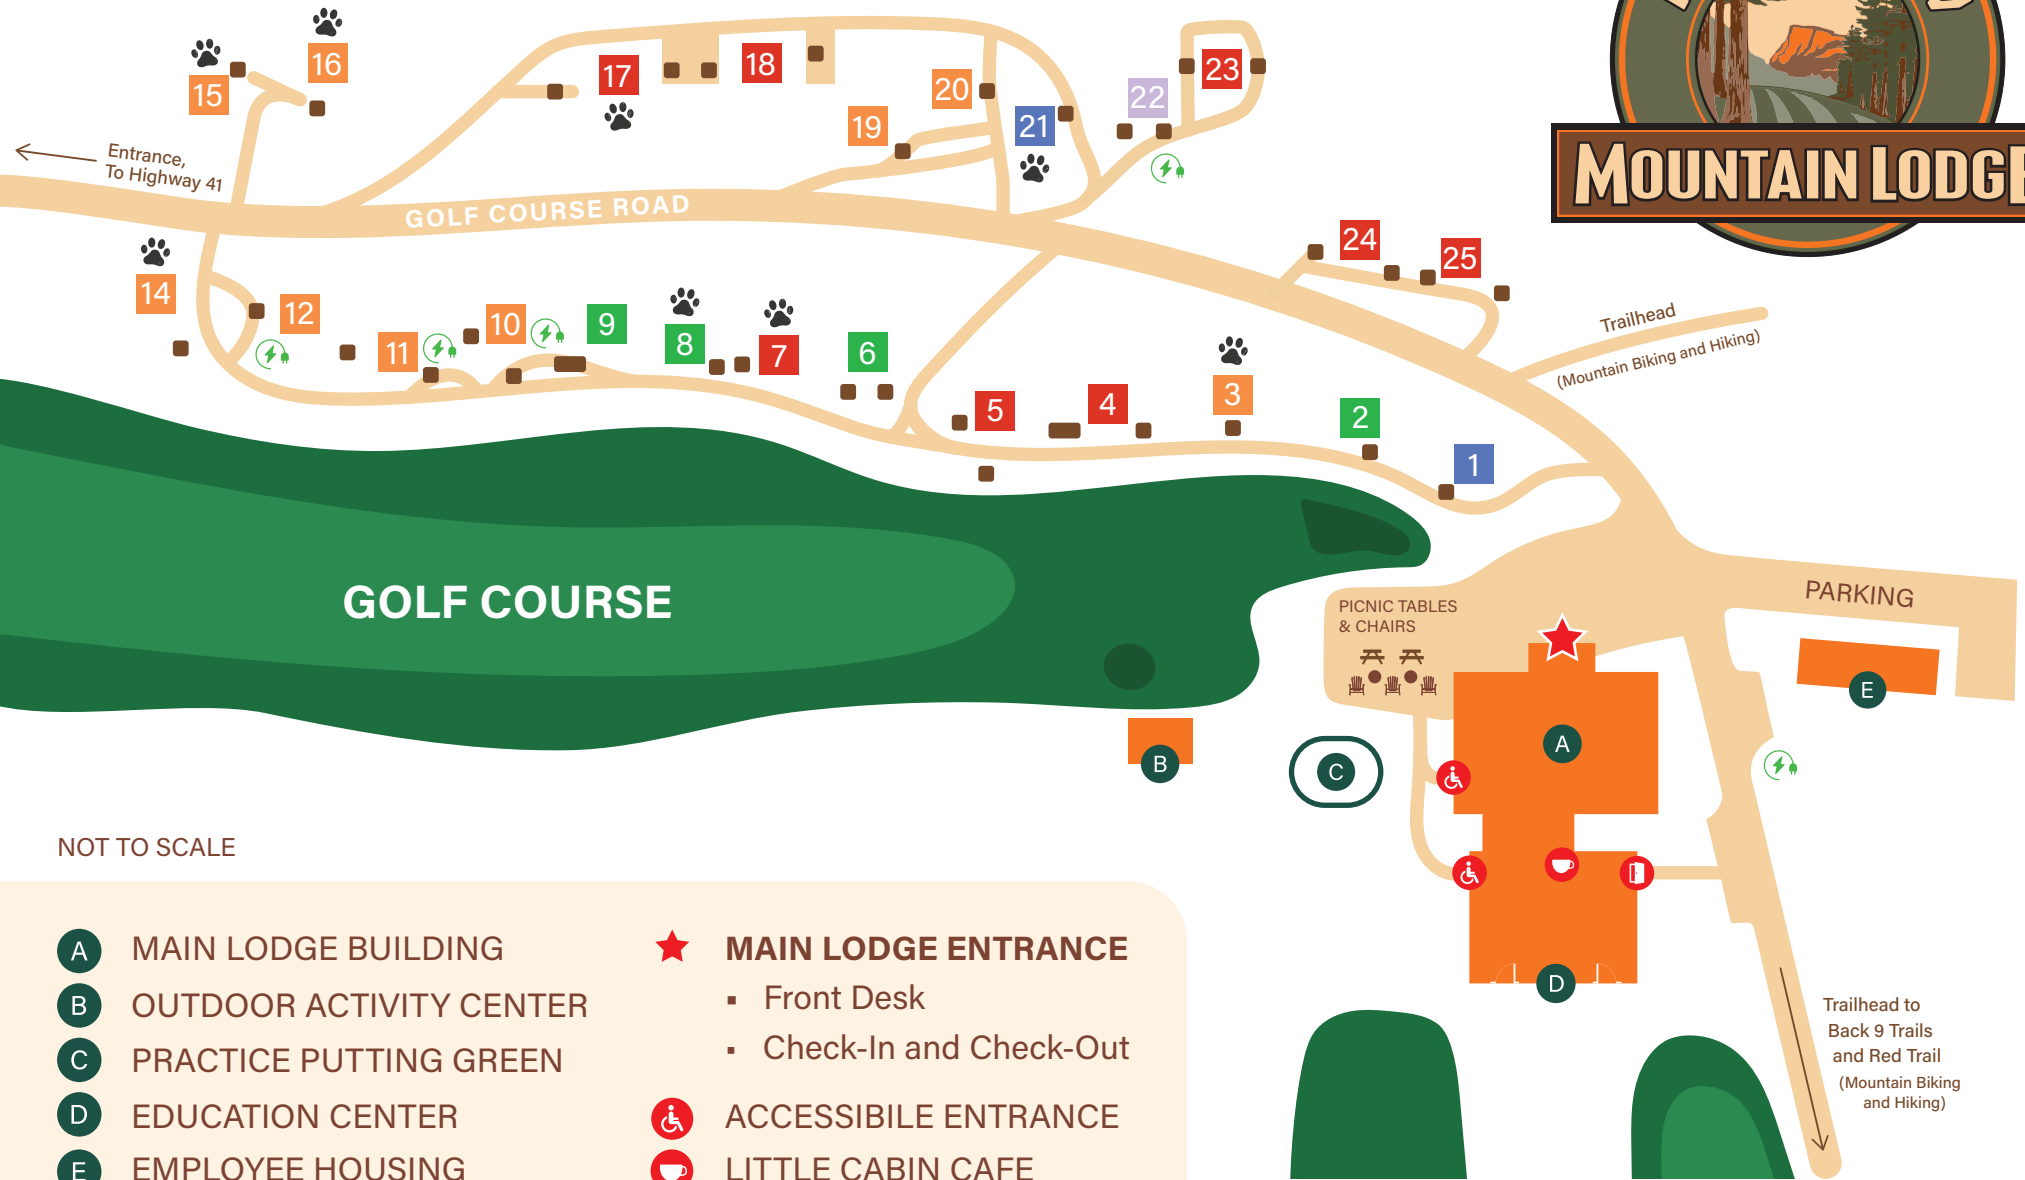 16
15
17
18
20
19
21
22
23
MOUNTAIN LODGE
Entrance,
To Highway 41
GOLF COURSE ROAD
24
25
14
12
11
10
9
8
7
6
5
4
3
2
1
Trailhead
(Mountain Biking and Hiking)
GOLF COURSE
PICNIC TABLES
& CHAIRS
PARKING
E
A
B
C
D
NOT TO SCALE
A MAIN LODGE BUILDING
B OUTDOOR ACTIVITY CENTER
C PRACTICE PUTTING GREEN
D EDUCATION CENTER
E EMPLOYEE HOUSING
MAIN LODGE ENTRANCE
▪ Front Desk
▪ Check-In and Check-Out
ACCESSIBILE ENTRANCE
LITTLE CABIN CAFE
Trailhead to
Back 9 Trails
and Red Trail
(Mountain Biking
and Hiking)